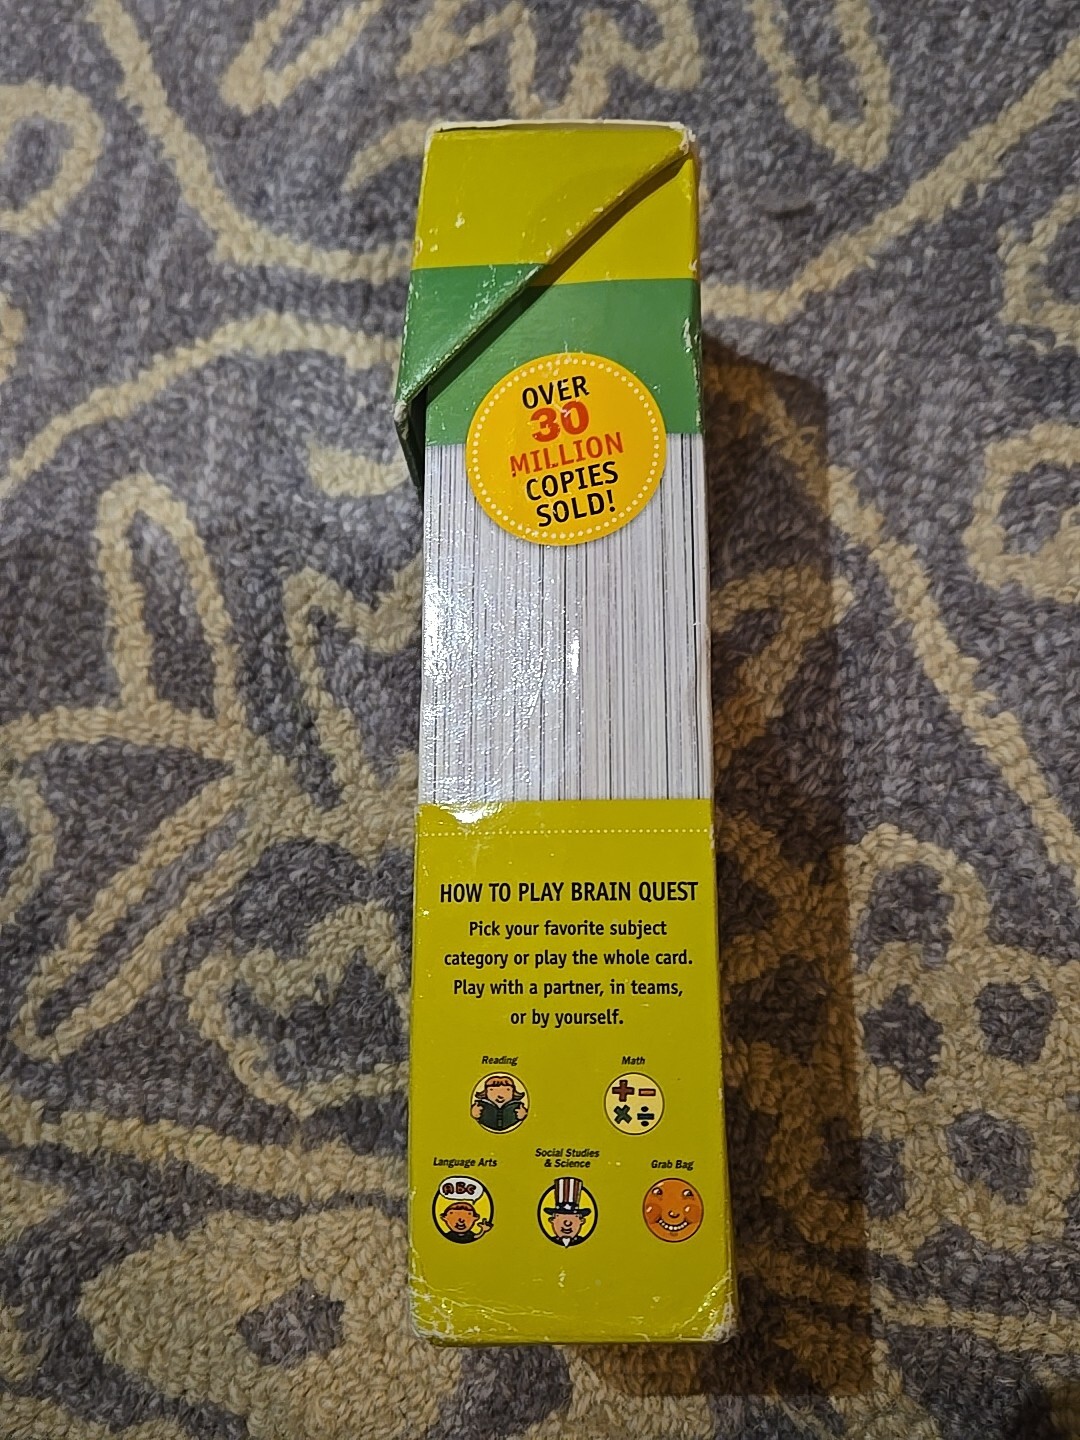 OVER
30
MILLION
COPIES
SOLD!
HOW TO PLAY BRAIN QUEST
Pick your favorite subject
category or play the whole card.
Play with a partner, in teams,
or by yourself.
Reading
Math
Language Arts
ABC
Social Studies
& Science
Grab Bag